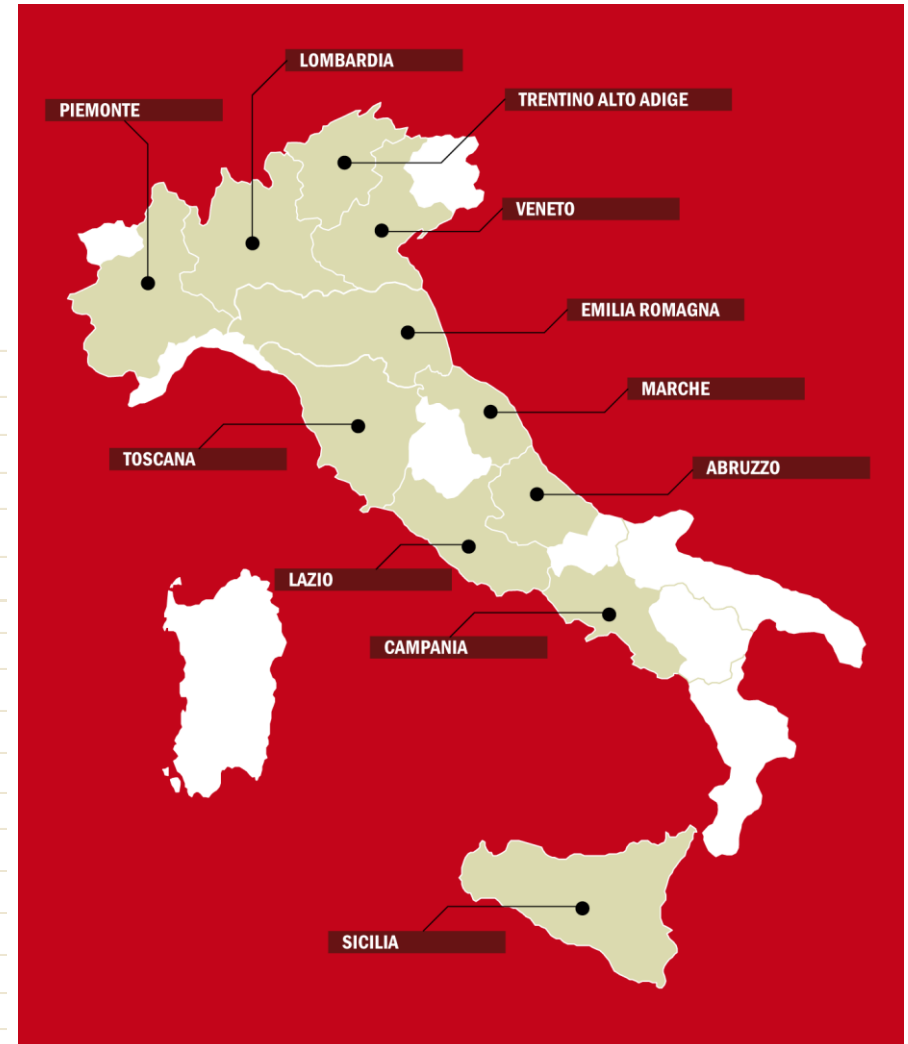 LOMBARDIA
TRENTINO ALTO ADIGE
PIEMONTE
VENETO
EMILIA ROMAGNA
MARCHE
TOSCANA
ABRUZZO
LAZIO
CAMPANIA
SICILIA